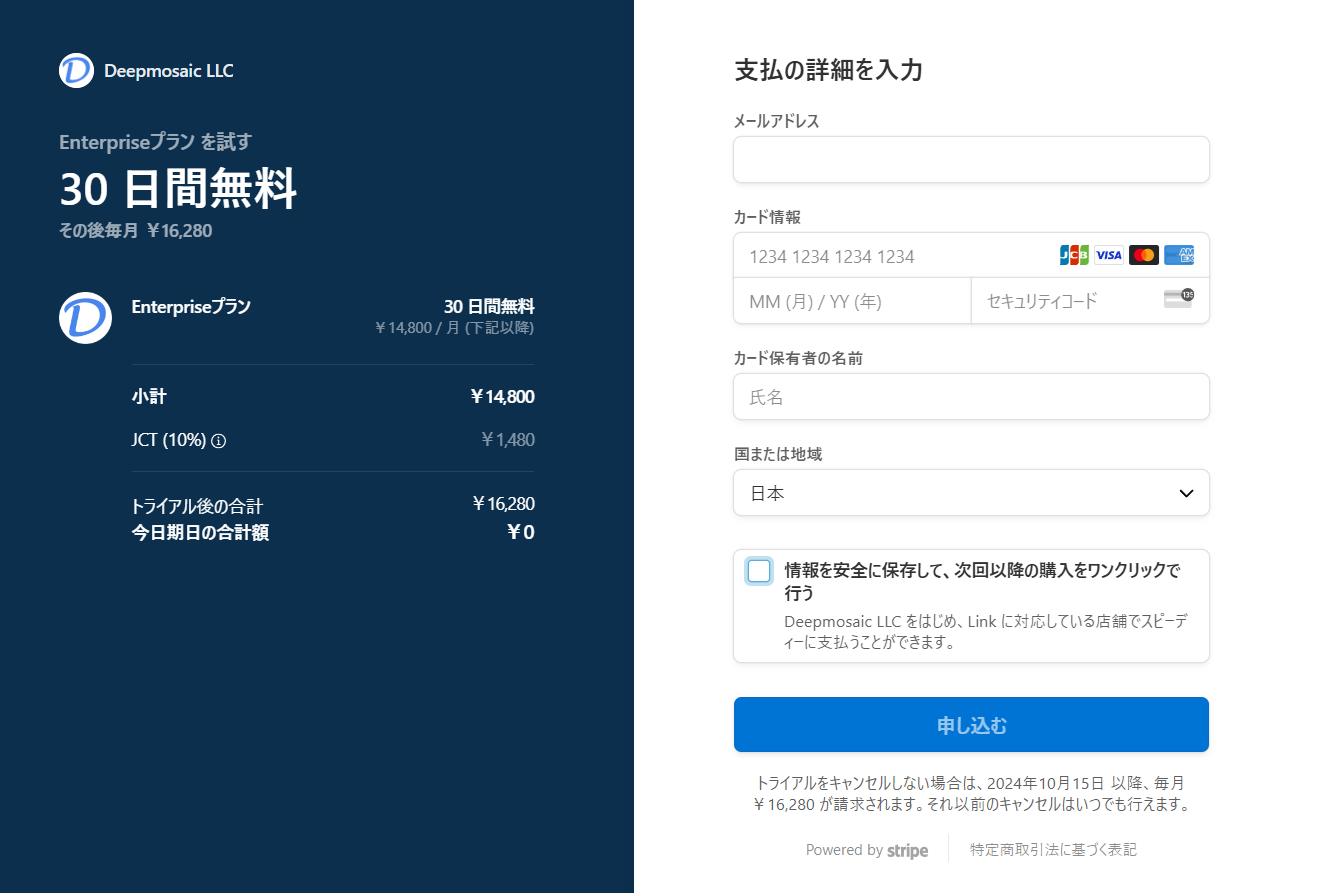 Deepmosaic LLC
Enterpriseプラン を試す
30 日間無料
その後毎月 ￥16,280
Enterpriseプラン 30 日間無料
￥14,800 / 月 (下記以降)
小計 ￥14,800
JCT (10%) ￥1,480
トライアル後の合計 ￥16,280
今日期日の合計額 ￥0
支払の詳細を入力
メールアドレス
カード情報
1234 1234 1234 1234 JCB VISA AMEX
MM (月) / YY (年) セキュリティコード 135
カード保有者の名前
氏名
国または地域
日本
情報を安全に保存して、次回以降の購入をワンクリックで
行う
Deepmosaic LLC をはじめ、Link に対応している店舗でスピーデ
ィーに支払うことができます。
申し込む
トライアルをキャンセルしない場合は、2024年10月15日 以降、毎月
￥16,280 が請求されます。それ以前のキャンセルはいつでも行えます。
Powered by stripe 特定商取引法に基づく表記